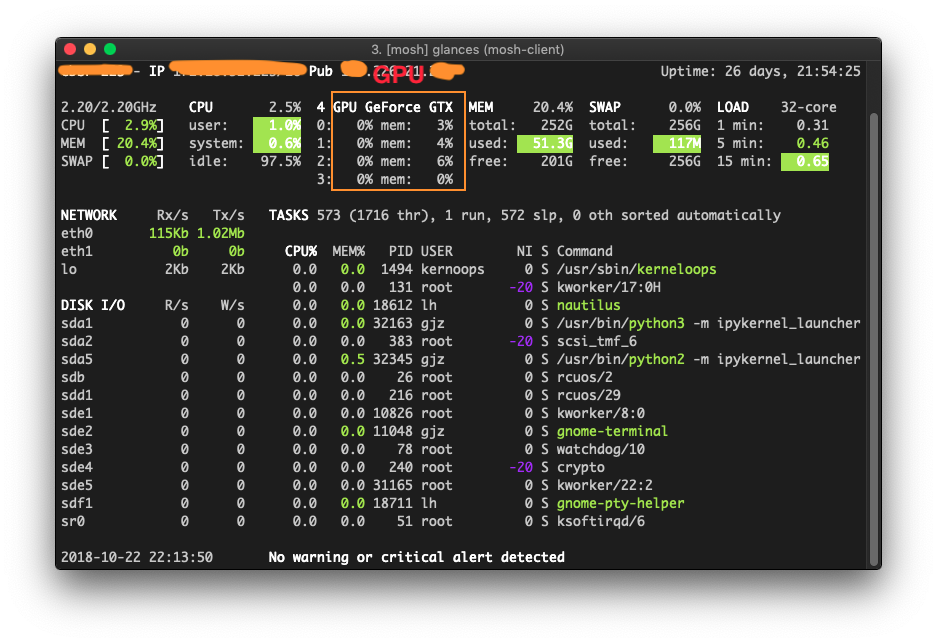 3. [mosh] glances (mosh-client)
- IP Pub GPU Uptime: 26 days, 21:54:25
2.20/2.20GHz CPU 2.5% 4 GPU GeForce GTX MEM 20.4% SWAP 0.0% LOAD 32-core
CPU [ 2.9%] user: 1.0% 0: 0% mem: 3% total: 252G total: 256G 1 min: 0.31
MEM [ 20.4%] system: 0.6% 1: 0% mem: 4% used: 51.3G used: 117M 5 min: 0.46
SWAP [ 0.0%] idle: 97.5% 2: 0% mem: 6% free: 201G free: 256G 15 min: 0.65
3: 0% mem: 0%
NETWORK Rx/s Tx/s TASKS 573 (1716 thr), 1 run, 572 slp, 0 oth sorted automatically
eth0 115Kb 1.02Mb
eth1 0b 0b CPU% MEM% PID USER NI S Command
lo 2Kb 2Kb 0.0 0.0 1494 kernoops 0 S /usr/sbin/kerneloops
0.0 0.0 131 root -20 S kworker/17:0H
DISK I/O R/s W/s 0.0 0.0 18612 lh 0 S nautilus
sda1 0 0 0.0 0.0 32163 gjz 0 S /usr/bin/python3 -m ipykernel_launcher
sda2 0 0 0.0 0.0 383 root -20 S scsi_tmf_6
sda5 0 0 0.0 0.5 32345 gjz 0 S /usr/bin/python2 -m ipykernel_launcher
sdb 0 0 0.0 0.0 26 root 0 S rcuos/2
sdd1 0 0 0.0 0.0 216 root 0 S rcuos/29
sde1 0 0 0.0 0.0 10826 root 0 S kworker/8:0
sde2 0 0 0.0 0.0 11048 gjz 0 S gnome-terminal
sde3 0 0 0.0 0.0 78 root 0 S watchdog/10
sde4 0 0 0.0 0.0 240 root -20 S crypto
sde5 0 0 0.0 0.0 31165 root 0 S kworker/22:2
sdf1 0 0 0.0 0.0 18711 lh 0 S gnome-pty-helper
sr0 0 0 0.0 0.0 51 root 0 S ksoftirqd/6
2018-10-22 22:13:50 No warning or critical alert detected